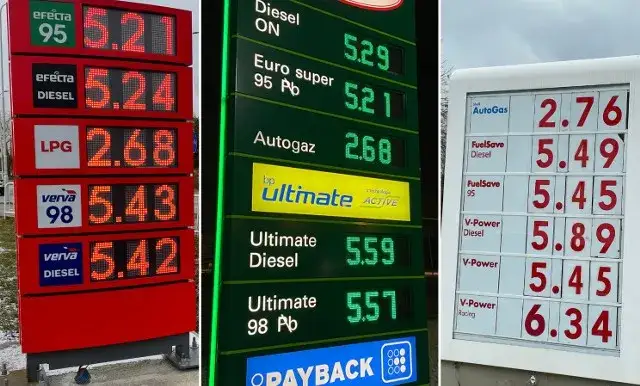 EFECTA
95
5.21
EFECTA
DIESEL
5.24
LPG
2.68
verva
98
5.43
verva
DIESEL
5.42
Diesel
ON
5.29
Euro super
95 Pb
5.21
Autogaz
2.68
bp
ultimate
ACTIVE
Ultimate
Diesel
5.59
Ultimate
98 Pb
5.57
PAYBACK
AutoGas
2.76
FuelSave
Diesel
5.49
FuelSave
95
5.45
V-Power
Diesel
5.89
V-Power
5.45
V-Power
Racing
6.34